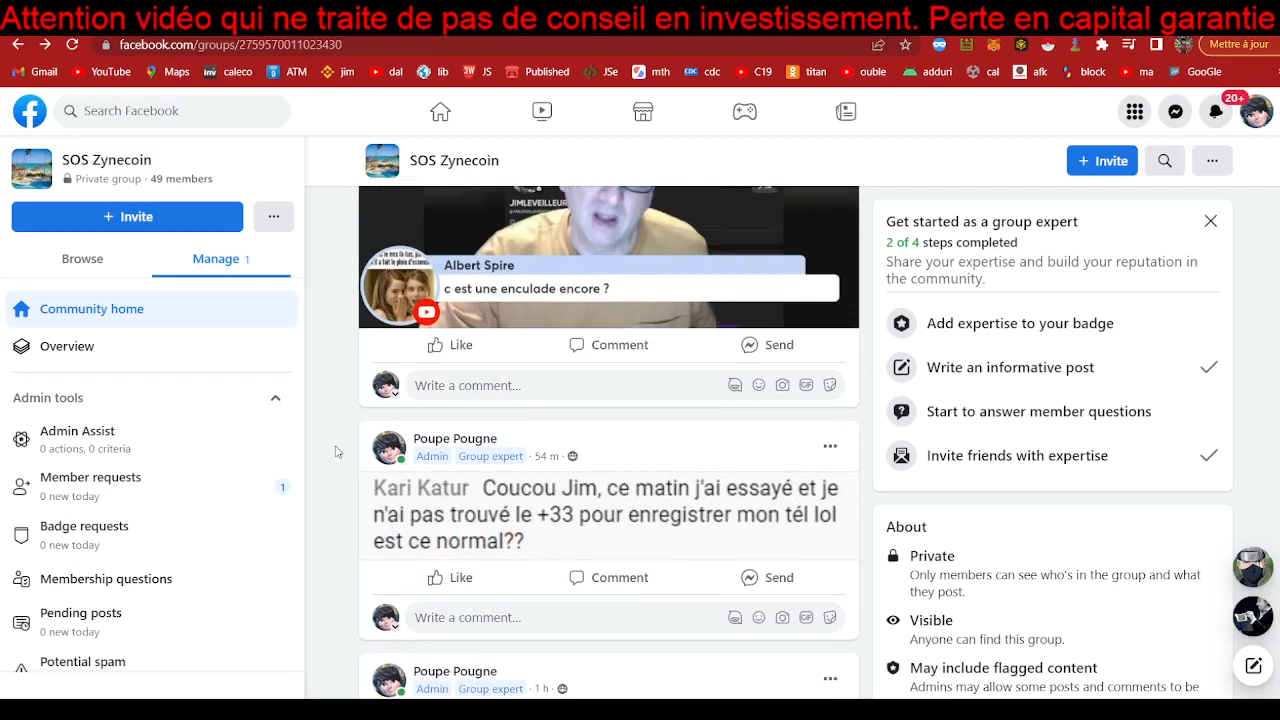 Attention vidéo qui ne traite de pas de conseil en investissement. Perte en capital garantie
facebook.com/groups/2759570011023430
Mettre à jour
Gmail YouTube Maps caleco ATM jim dal lib JS Published JSe mth cdc C19 titan ouble adduri cal afk block ma GooGle
Search Facebook
20+
SOS Zynecoin
Private group · 49 members
+ Invite
...
Browse
Manage 1
Community home
Overview
Admin tools
Admin Assist
0 actions, 0 criteria
Member requests
0 new today
1
Badge requests
0 new today
Membership questions
Pending posts
0 new today
Potential spam
SOS Zynecoin
+ Invite
...
JIMLEVEILLEUR
Albert Spire
c est une enculade encore ?
Like Comment Send
Write a comment...
Poupe Pougne
Admin Group expert · 54 m ·
Kari Katur Coucou Jim, ce matin j'ai essayé et je
n'ai pas trouvé le +33 pour enregistrer mon tél lol
est ce normal??
Like Comment Send
Write a comment...
Poupe Pougne
Admin Group expert · 1 h ·
Get started as a group expert
2 of 4 steps completed
Share your expertise and build your reputation in
the community.
Add expertise to your badge
Write an informative post
Start to answer member questions
Invite friends with expertise
About
Private
Only members can see who's in the group and what
they post.
Visible
Anyone can find this group.
May include flagged content
Admins may allow some posts and comments to be